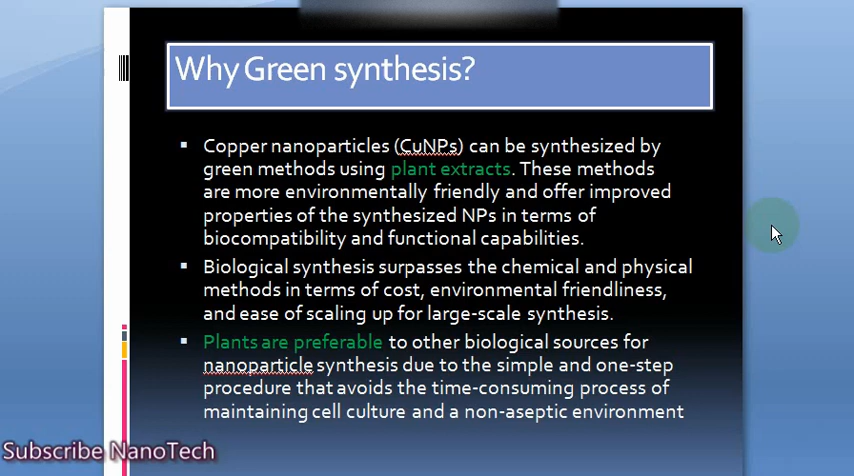 Why Green synthesis?
Copper nanoparticles (CuNPs) can be synthesized by
green methods using plant extracts. These methods
are more environmentally friendly and offer improved
properties of the synthesized NPs in terms of
biocompatibility and functional capabilities.
Biological synthesis surpasses the chemical and physical
methods in terms of cost, environmental friendliness,
and ease of scaling up for large-scale synthesis.
Plants are preferable to other biological sources for
nanoparticle synthesis due to the simple and one-step
procedure that avoids the time-consuming process of
maintaining cell culture and a non-aseptic environment
Subscribe NanoTech